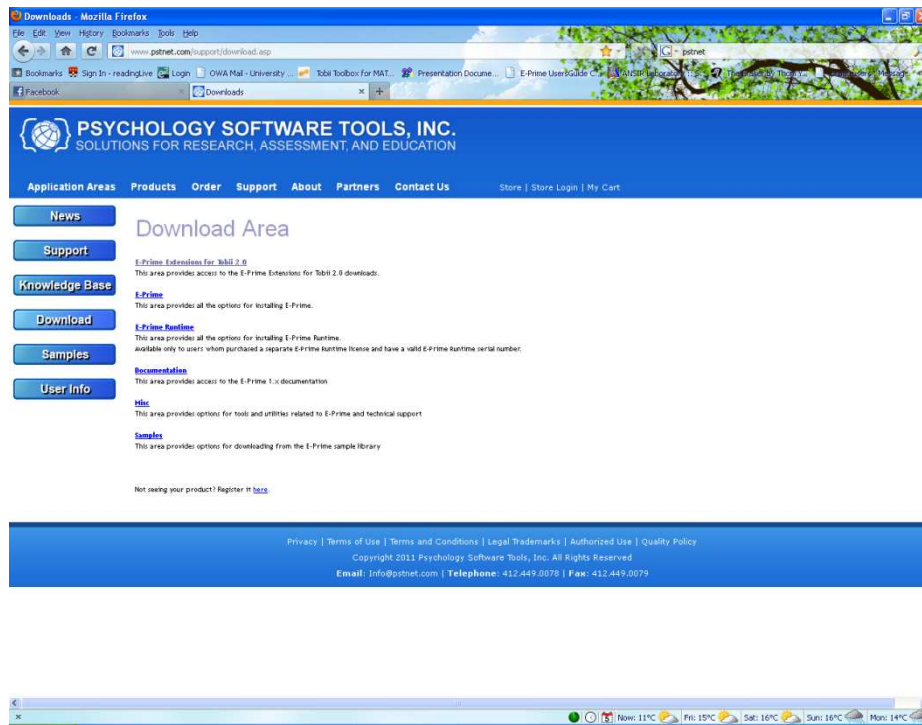 Downloads - Mozilla Firefox
File Edit View History Bookmarks Tools Help
www.pstnet.com/support/download.asp
pstnet
Bookmarks Sign In - readingLive Login OWA Mail - University ... Tobii Toolbox for MAT... Presentation Docume... E-Prime UsersGuide C... ANSIR Laboratory
Facebook Downloads
PSYCHOLOGY SOFTWARE TOOLS, INC.
SOLUTIONS FOR RESEARCH, ASSESSMENT, AND EDUCATION
Application Areas Products Order Support About Partners Contact Us Store | Store Login | My Cart
News
Support
Knowledge Base
Download
Samples
User Info
Download Area
E-Prime Extensions for Tobii 2.0
This area provides access to the E-Prime Extensions for Tobii 2.0 downloads.
E-Prime
This area provides all the options for installing E-Prime.
E-Prime Runtime
This area provides all the options for installing E-Prime Runtime.
Available only to users whom purchased a separate E-Prime Runtime license and have a valid E-Prime Runtime serial number.
Documentation
This area provides access to the E-Prime 1.x documentation
Misc
This area provides options for tools and utilities related to E-Prime and technical support
Samples
This area provides options for downloading from the E-Prime sample library
Not seeing your product? Register it here.
Privacy | Terms of Use | Terms and Conditions | Legal Trademarks | Authorized Use | Quality Policy
Copyright 2011 Psychology Software Tools, Inc. All Rights Reserved
Email: Info@pstnet.com | Telephone: 412.449.0078 | Fax: 412.449.0079
Now: 11°C Fri: 15°C Sat: 16°C Sun: 16°C Mon: 14°C